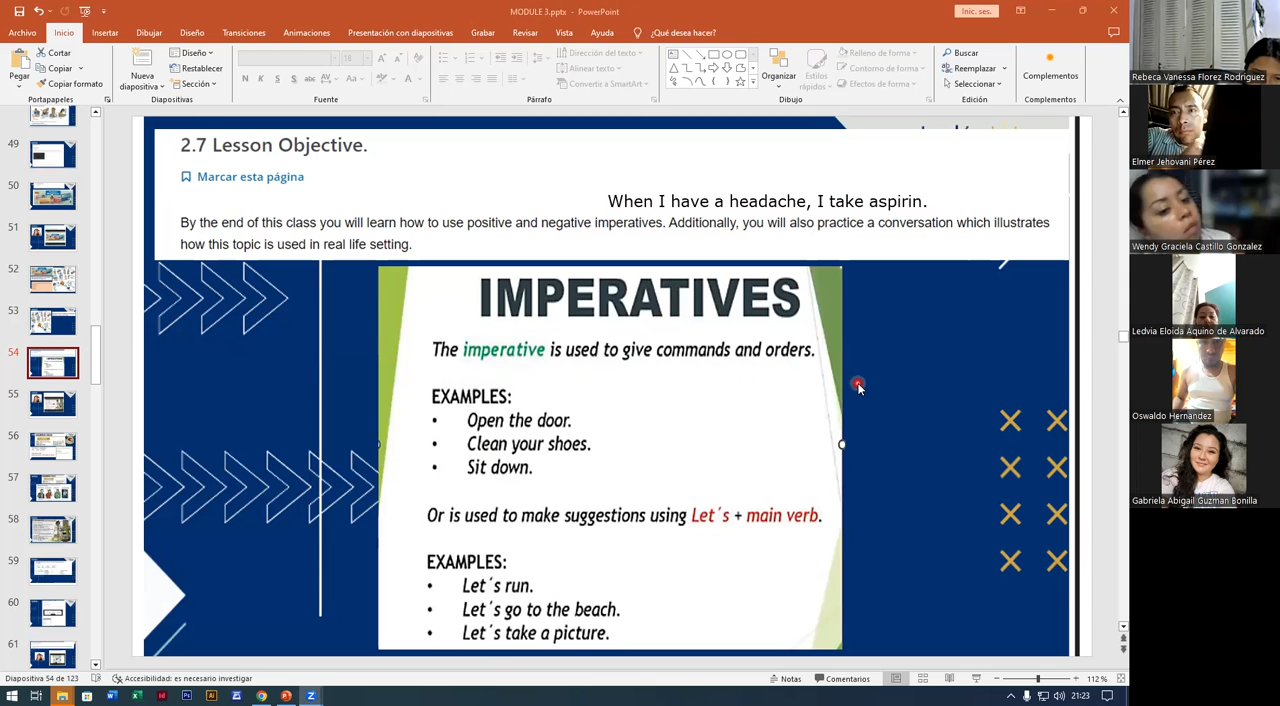 MODULE 3.pptx - PowerPoint
Inic. ses.
Archivo Inicio Insertar Dibujar Diseño Transiciones Animaciones Presentación con diapositivas Grabar Revisar Vista Ayuda ¿Qué desea hacer?
Pegar
Cortar
Copiar
Copiar formato
Portapapeles
Nueva diapositiva
Diseño
Restablecer
Sección
Diapositivas
N K S S ab AV Aa A
Fuente
Dirección del texto
Alinear texto
Convertir a SmartArt
Párrafo
Organizar
Estilos rápidos
Relleno de forma
Contorno de forma
Efectos de forma
Dibujo
Buscar
Reemplazar
Seleccionar
Edición
Complementos
Complementos
49
50
51
52
53
54
55
56
57
59
60
61
2.7 Lesson Objective.
Marcar esta página
When I have a headache, I take aspirin.
By the end of this class you will learn how to use positive and negative imperatives. Additionally, you will also practice a conversation which illustrates
how this topic is used in real life setting.
IMPERATIVES
The imperative is used to give commands and orders.
EXAMPLES:
• Open the door.
• Clean your shoes.
• Sit down.
Or is used to make suggestions using Let´s + main verb.
EXAMPLES:
• Let´s run.
• Let´s go to the beach.
• Let´s take a picture.
Rebeca Vanessa Florez Rodriguez
Elmer Jehovani Pérez
Wendy Graciela Castillo Gonzalez
Ledvia Eloida Aquino de Alvarado
Oswaldo Hernandez
Gabriela Abigail Guzman Bonilla
Diapositiva 54 de 123
Accesibilidad: es necesario investigar
Notas
Comentarios
112 %
21:23